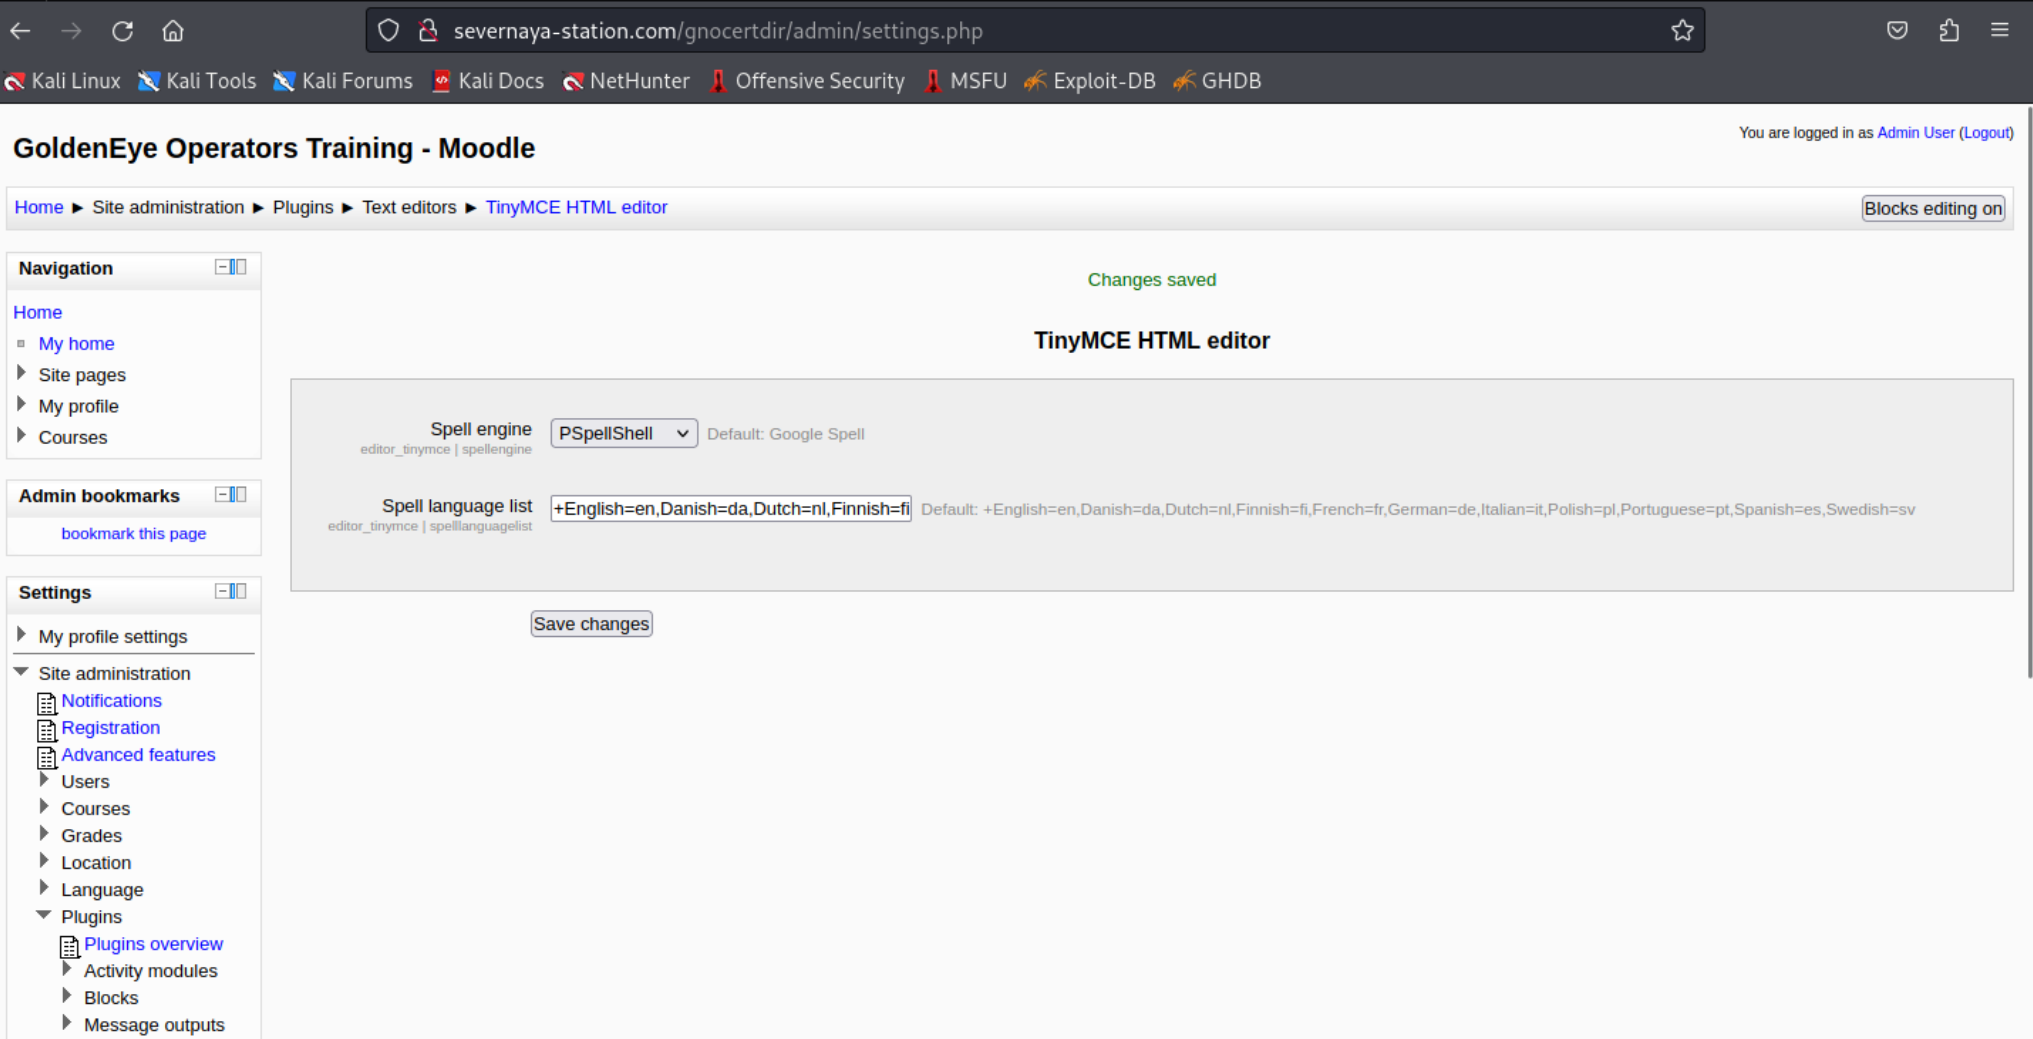 severnaya-station.com/gnocertdir/admin/settings.php
Kali Linux Kali Tools Kali Forums Kali Docs NetHunter Offensive Security MSFU Exploit-DB GHDB
GoldenEye Operators Training - Moodle
You are logged in as Admin User (Logout)
Home ► Site administration ► Plugins ► Text editors ► TinyMCE HTML editor
Blocks editing on
Navigation
Home
My home
Site pages
My profile
Courses
Admin bookmarks
bookmark this page
Settings
My profile settings
Site administration
Notifications
Registration
Advanced features
Users
Courses
Grades
Location
Language
Plugins
Plugins overview
Activity modules
Blocks
Message outputs
Changes saved
TinyMCE HTML editor
Spell engine PSpellShell Default: Google Spell
editor_tinymce | spellengine
Spell language list +English=en,Danish=da,Dutch=nl,Finnish=fi Default: +English=en,Danish=da,Dutch=nl,Finnish=fi,French=fr,German=de,Italian=it,Polish=pl,Portuguese=pt,Spanish=es,Swedish=sv
editor_tinymce | spelllanguagelist
Save changes